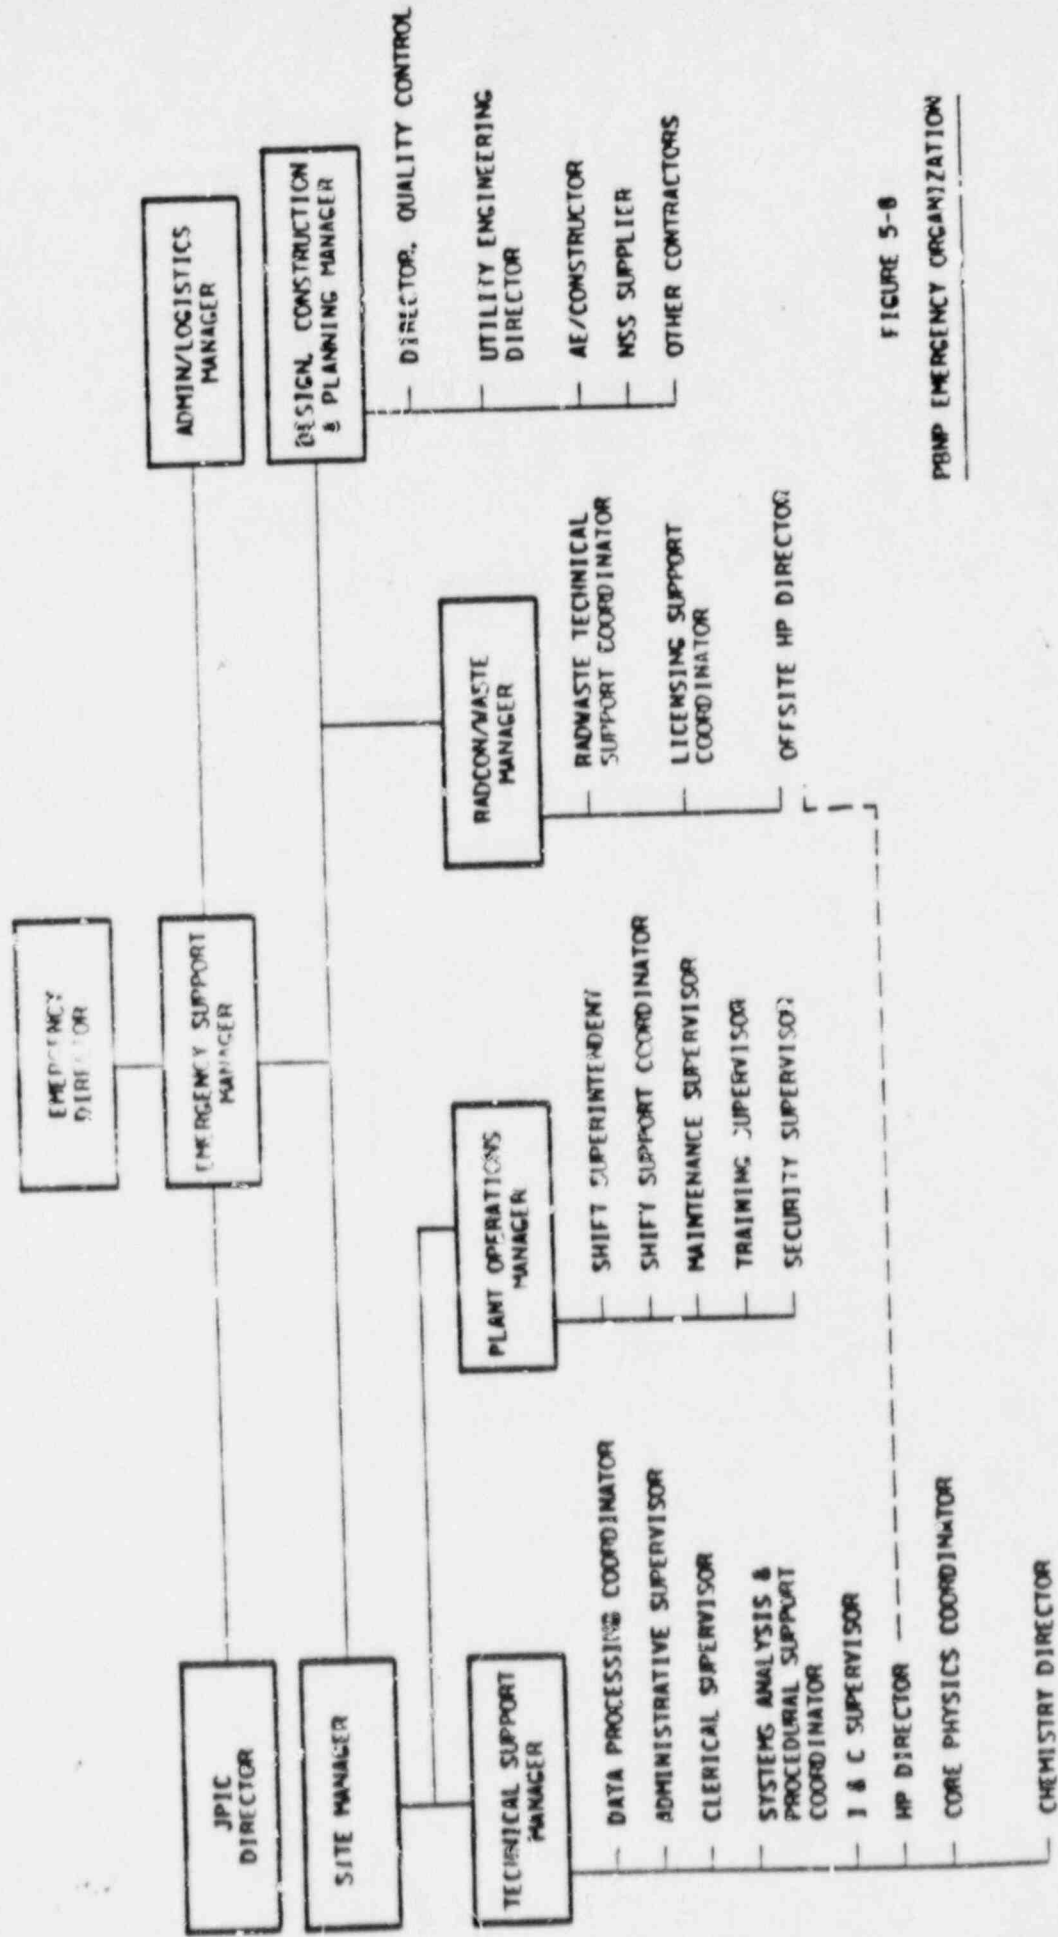 EMERGENCY
DIRECTOR
EMERGENCY SUPPORT
MANAGER
JPIC
DIRECTOR
ADMIN/LOGISTICS
MANAGER
SITE MANAGER
DESIGN, CONSTRUCTION
& PLANNING MANAGER
TECHNICAL SUPPORT
MANAGER
DATA PROCESSING COORDINATOR
ADMINISTRATIVE SUPERVISOR
CLERICAL SUPERVISOR
SYSTEMS ANALYSIS &
PROCEDURAL SUPPORT
COORDINATOR
I & C SUPERVISOR
HP DIRECTOR
CORE PHYSICS COORDINATOR
CHEMISTRY DIRECTOR
PLANT OPERATIONS
MANAGER
SHIFT SUPERINTENDENT
SHIFT SUPPORT COORDINATOR
MAINTENANCE SUPERVISOR
TRAINING SUPERVISOR
SECURITY SUPERVISOR
RADCON/WASTE
MANAGER
RADWASTE TECHNICAL
SUPPORT COORDINATOR
LICENSING SUPPORT
COORDINATOR
OFFSITE HP DIRECTOR
DIRECTOR, QUALITY CONTROL
UTILITY ENGINEERING
DIRECTOR
AE/CONSTRUCTOR
NSS SUPPLIER
OTHER CONTRACTORS
FIGURE 5-8
PBNP EMERGENCY ORGANIZATION